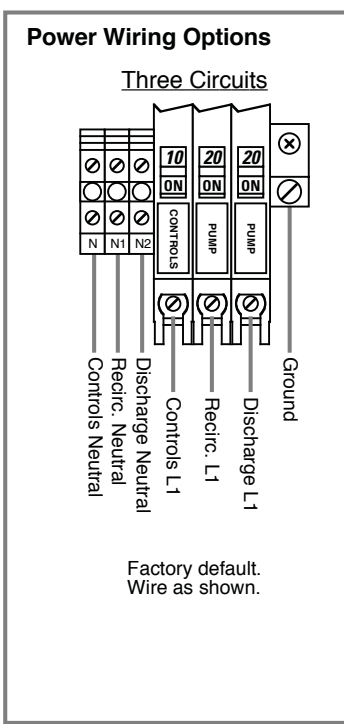 Power Wiring Options
Three Circuits
10 20 20
ON ON ON
CONTROLS PUMP PUMP
N N1 N2
Controls Neutral
Recirc. Neutral
Discharge Neutral
Controls L1
Recirc. L1
Discharge L1
Ground
Factory default.
Wire as shown.